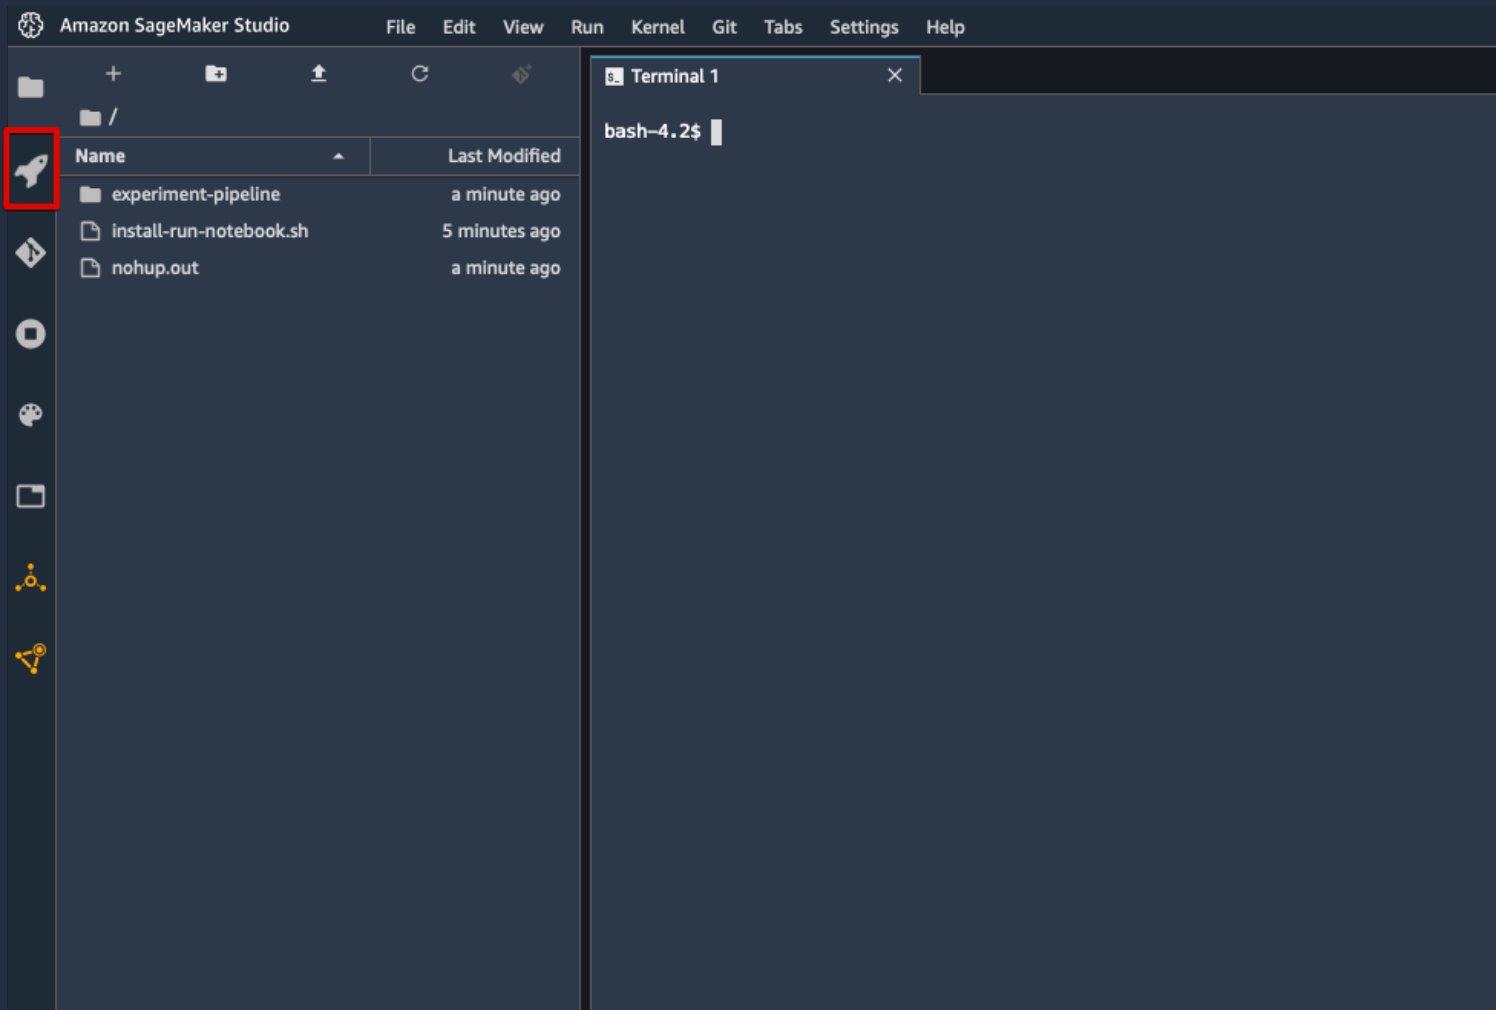 Amazon SageMaker Studio File Edit View Run Kernel Git Tabs Settings Help
/
Name Last Modified
experiment-pipeline a minute ago
install-run-notebook.sh 5 minutes ago
nohup.out a minute ago
$_ Terminal 1
bash-4.2$